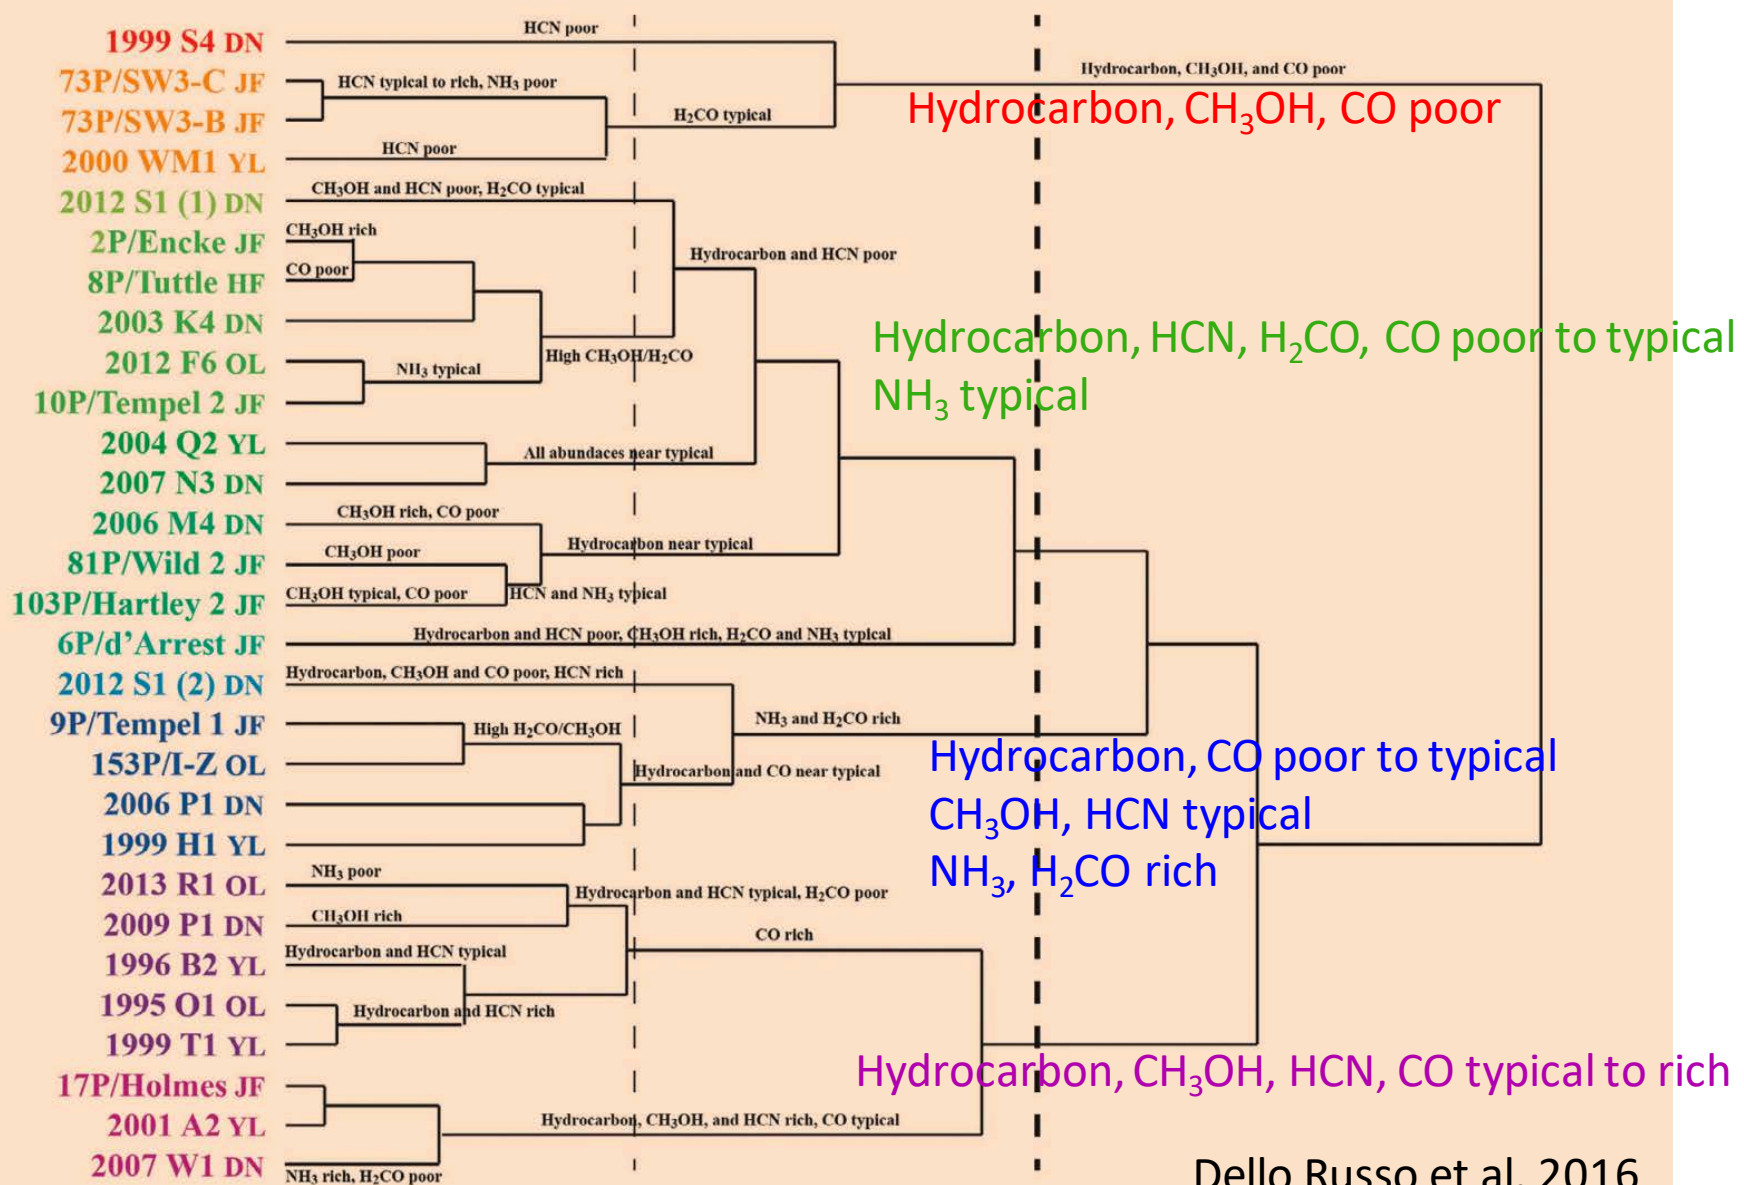 HCN poor
1999 S4 DN
Hydrocarbon, CH₃OH, and CO poor
73P/SW3-C JF
HCN typical to rich, NH₃ poor
Hydrocarbon, CH₃OH, CO poor
73P/SW3-B JF
H₂CO typical
HCN poor
2000 WM1 YL
CH₃OH and HCN poor, H₂CO typical
2012 S1 (1) DN
CH₃OH rich
2P/Encke JF
Hydrocarbon and HCN poor
CO poor
8P/Tuttle HF
2003 K4 DN
Hydrocarbon, HCN, H₂CO, CO poor to typical
NH₃ typical
High CH₃OH/H₂CO
2012 F6 OL
NH₃ typical
10P/Tempel 2 JF
2004 Q2 YL
All abundaces near typical
2007 N3 DN
CH₃OH rich, CO poor
2006 M4 DN
Hydrocarbon near typical
CH₃OH poor
81P/Wild 2 JF
CH₃OH typical, CO poor
HCN and NH₃ typical
103P/Hartley 2 JF
Hydrocarbon and HCN poor, CH₃OH rich, H₂CO and NH₃ typical
6P/d’Arrest JF
Hydrocarbon, CH₃OH and CO poor, HCN rich
2012 S1 (2) DN
NH₃ and H₂CO rich
9P/Tempel 1 JF
High H₂CO/CH₃OH
Hydrocarbon, CO poor to typical
CH₃OH, HCN typical
NH₃, H₂CO rich
153P/I-Z OL
Hydrocarbon and CO near typical
2006 P1 DN
1999 H1 YL
NH₃ poor
2013 R1 OL
Hydrocarbon and HCN typical, H₂CO poor
CH₃OH rich
2009 P1 DN
CO rich
Hydrocarbon and HCN typical
1996 B2 YL
1995 O1 OL
Hydrocarbon and HCN rich
1999 T1 YL
Hydrocarbon, CH₃OH, HCN, CO typical to rich
17P/Holmes JF
2001 A2 YL
Hydrocarbon, CH₃OH, and HCN rich, CO typical
2007 W1 DN
NH₃ rich, H₂CO poor
Dello Russo et al. 2016